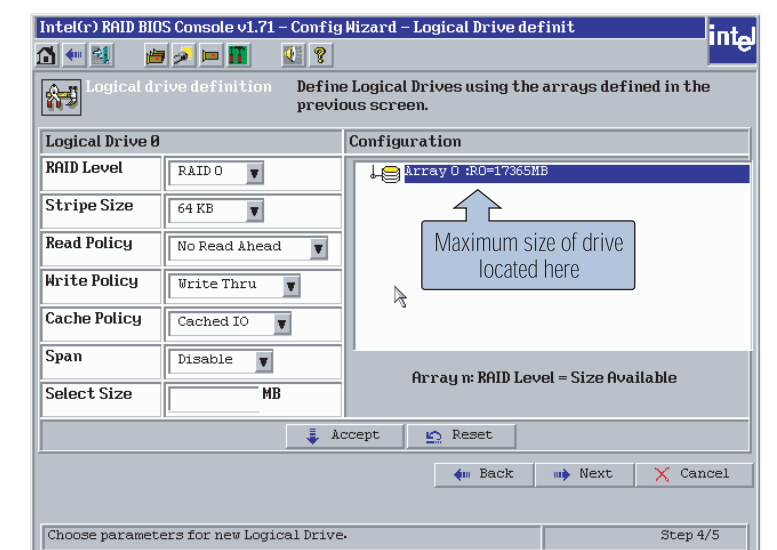 Intel(r) RAID BIOS Console v1.71 – Config Wizard – Logical Drive definit
intel
Logical drive definition
Define Logical Drives using the arrays defined in the
previous screen.
Logical Drive 0
Configuration
RAID Level
RAID 0
Array 0 :R0=17365MB
Stripe Size
64 KB
Read Policy
No Read Ahead
Maximum size of drive
located here
Write Policy
Write Thru
Cache Policy
Cached IO
Span
Disable
Array n: RAID Level = Size Available
Select Size
MB
Accept
Reset
Back
Next
Cancel
Choose parameters for new Logical Drive.
Step 4/5